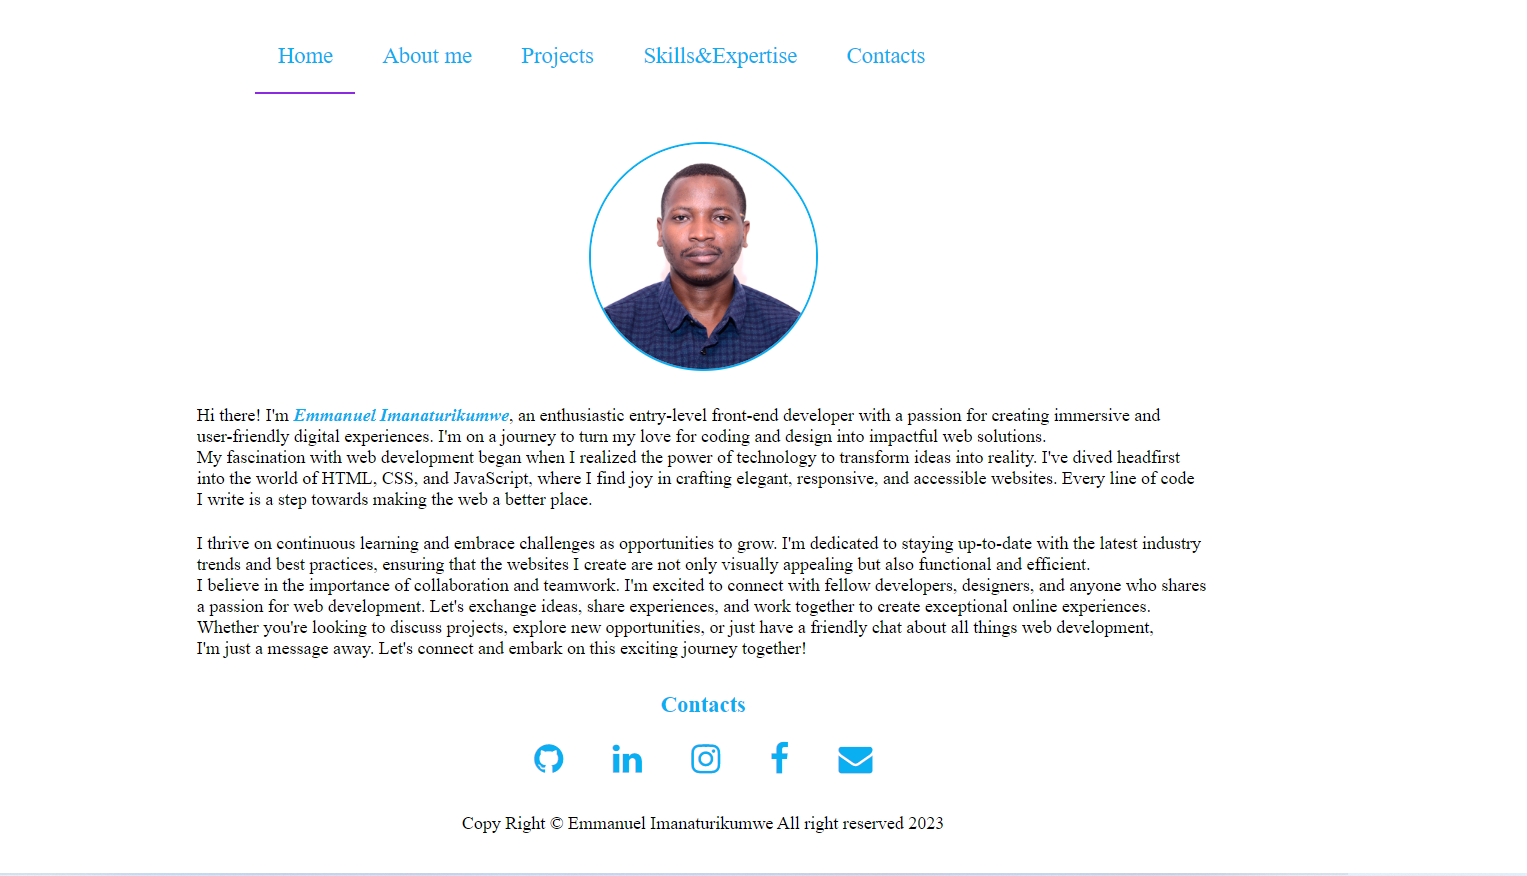 Home About me Projects Skills&Expertise Contacts
Hi there! I'm Emmanuel Imanaturikumwe, an enthusiastic entry-level front-end developer with a passion for creating immersive and
user-friendly digital experiences. I'm on a journey to turn my love for coding and design into impactful web solutions.
My fascination with web development began when I realized the power of technology to transform ideas into reality. I've dived headfirst
into the world of HTML, CSS, and JavaScript, where I find joy in crafting elegant, responsive, and accessible websites. Every line of code
I write is a step towards making the web a better place.
I thrive on continuous learning and embrace challenges as opportunities to grow. I'm dedicated to staying up-to-date with the latest industry
trends and best practices, ensuring that the websites I create are not only visually appealing but also functional and efficient.
I believe in the importance of collaboration and teamwork. I'm excited to connect with fellow developers, designers, and anyone who shares
a passion for web development. Let's exchange ideas, share experiences, and work together to create exceptional online experiences.
Whether you're looking to discuss projects, explore new opportunities, or just have a friendly chat about all things web development,
I'm just a message away. Let's connect and embark on this exciting journey together!
Contacts
Copy Right © Emmanuel Imanaturikumwe All right reserved 2023